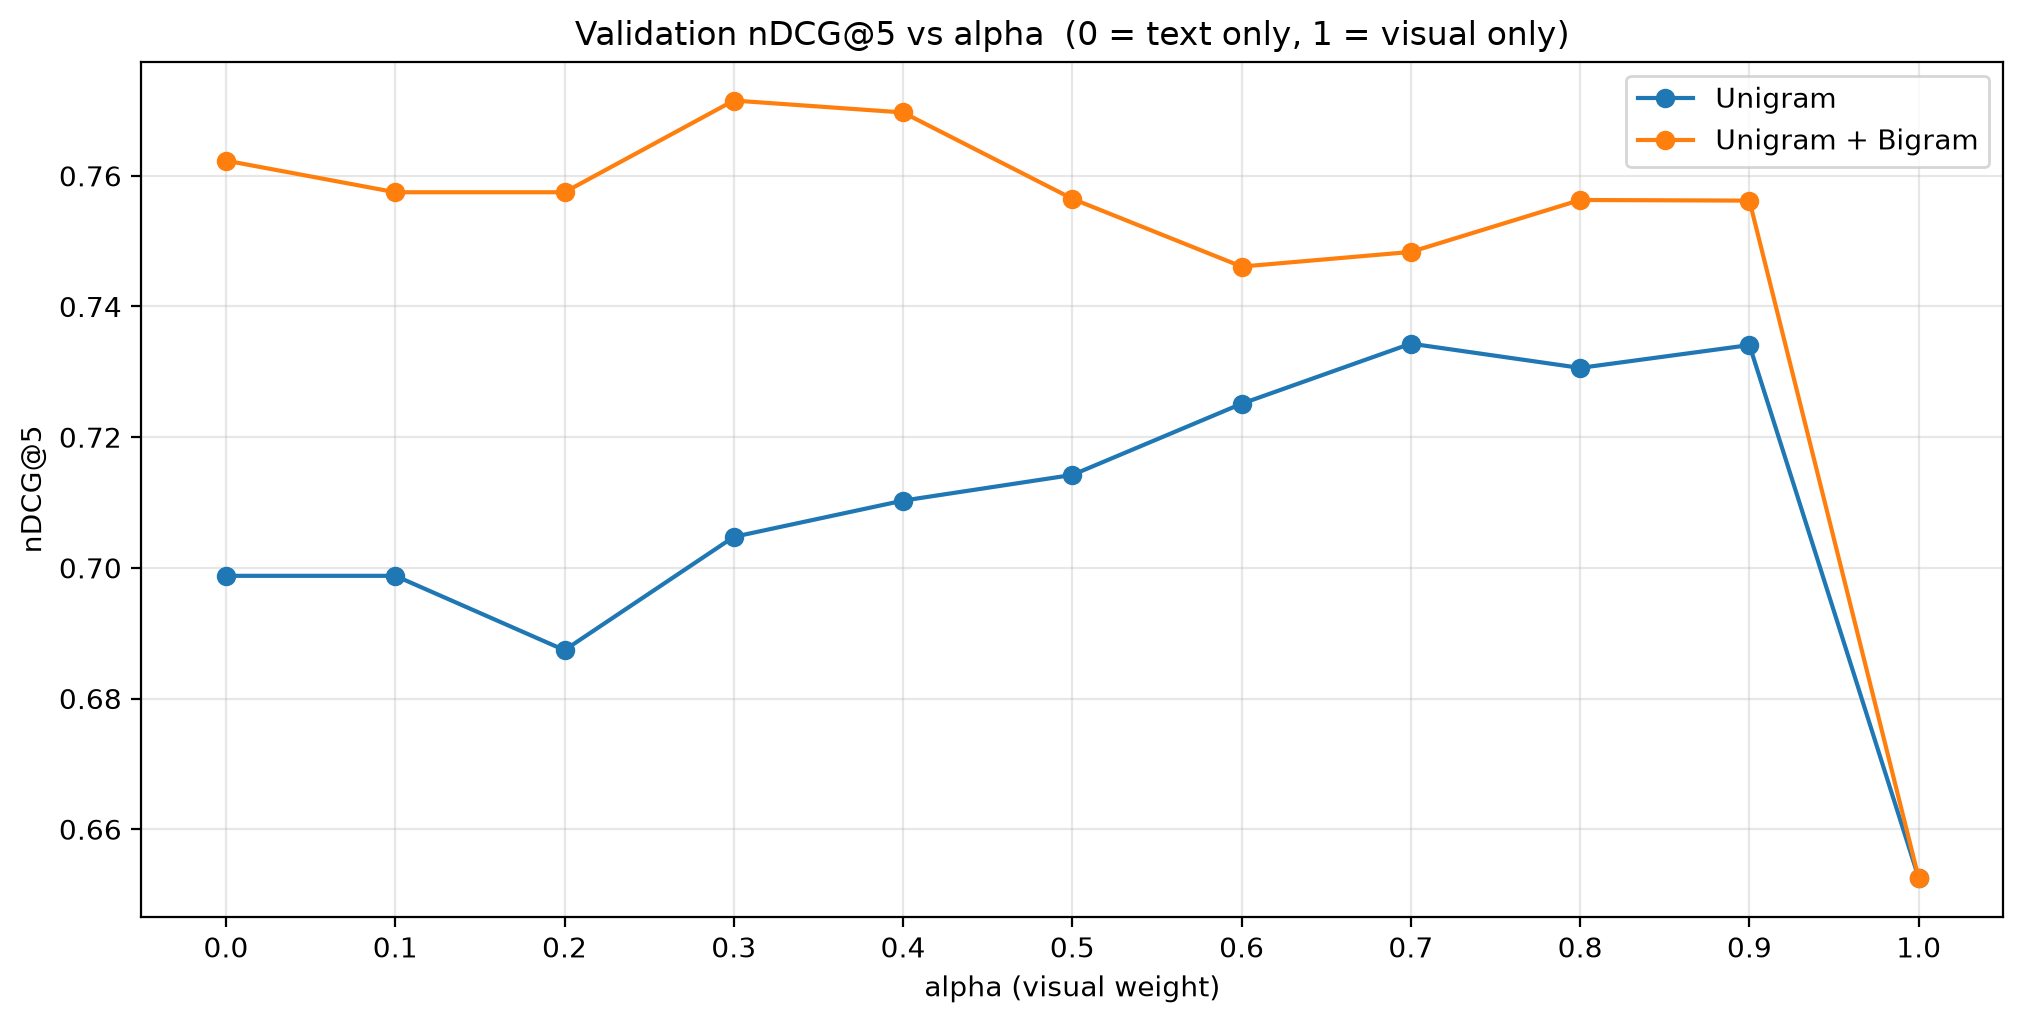 Validation nDCG@5 vs alpha  (0 = text only, 1 = visual only)
Unigram
Unigram + Bigram
0.76
0.74
0.72
0.70
0.68
0.66
nDCG@5
0.0 0.1 0.2 0.3 0.4 0.5 0.6 0.7 0.8 0.9 1.0
alpha (visual weight)